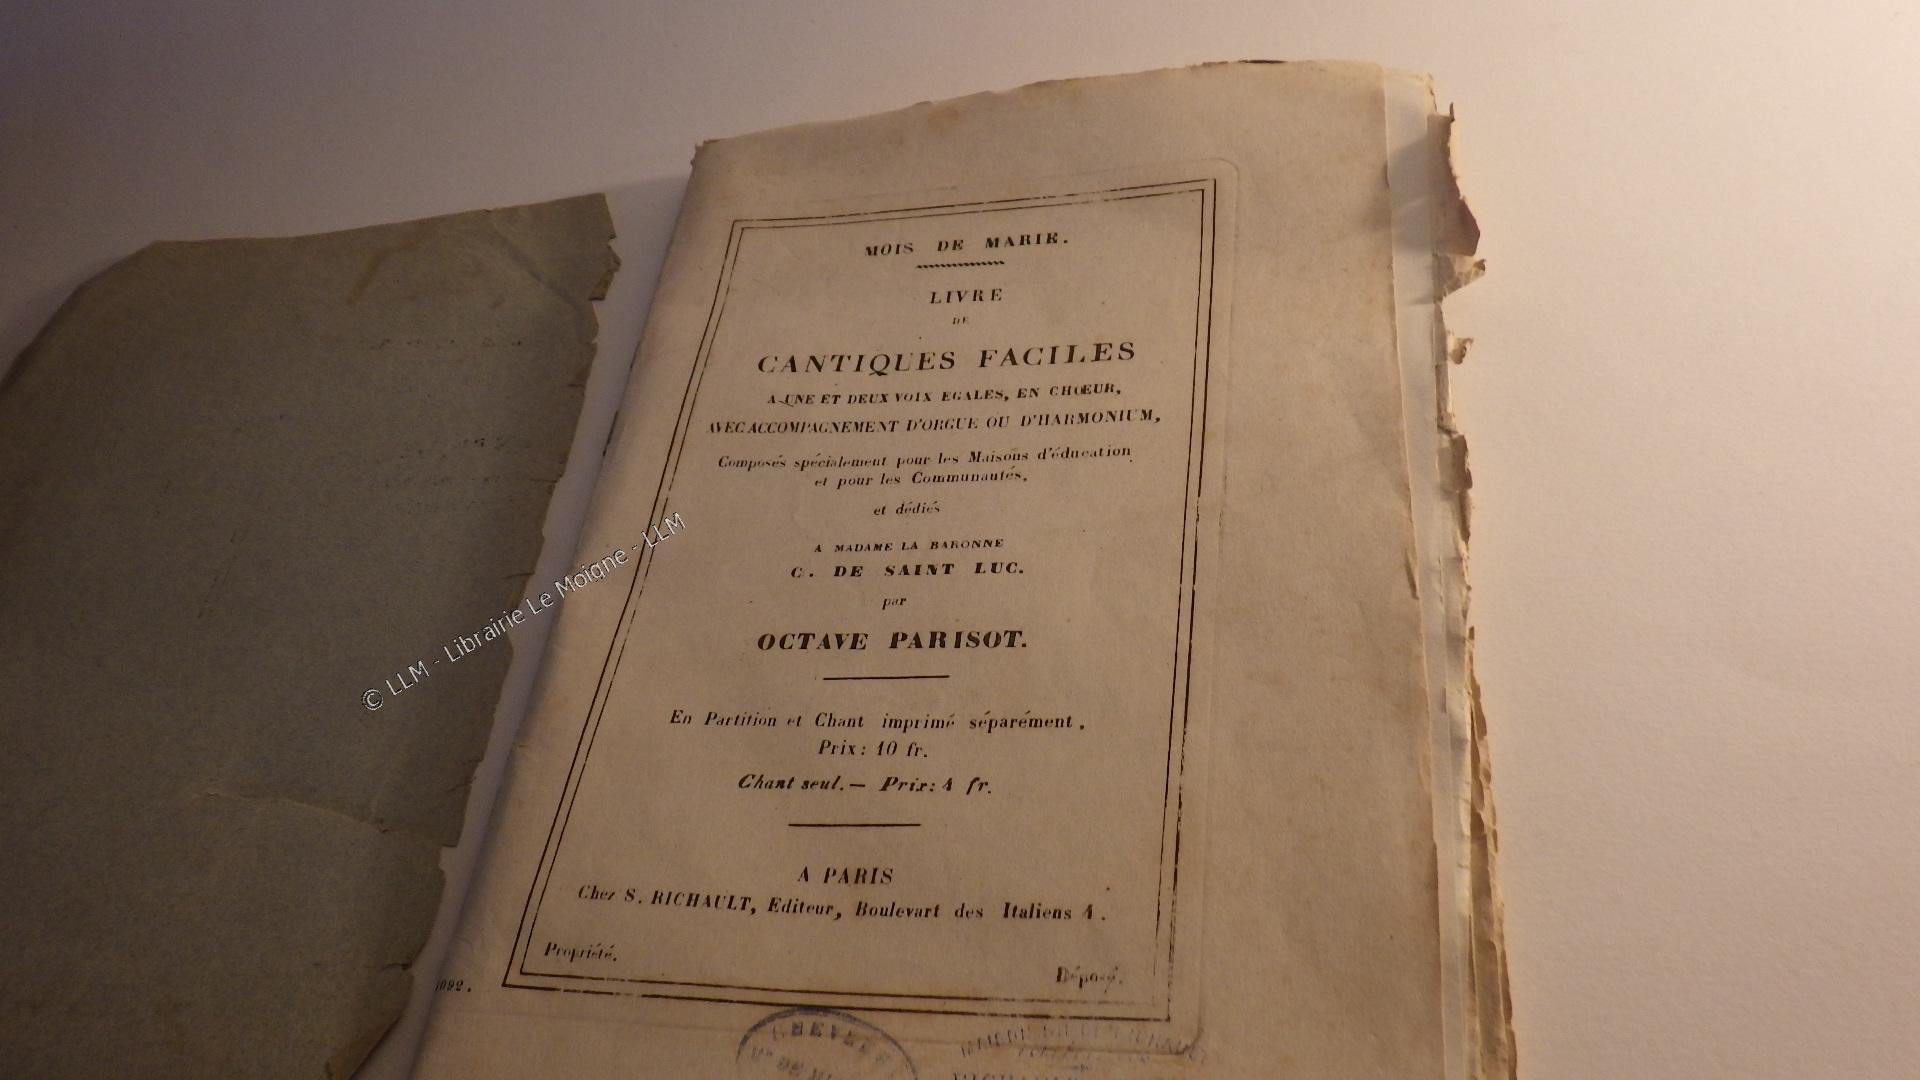 MOIS DE MARIE.
LIVRE
DE
CANTIQUES FACILES
A UNE ET DEUX VOIX EGALES, EN CHŒUR,
AVEC ACCOMPAGNEMENT D'ORGUE OU D'HARMONIUM,
Composés spécialement pour les Maisons d'éducation
et pour les Communautés,
et dédiés
A MADAME LA BARONNE
C. DE SAINT LUC.
par
OCTAVE PARISOT.
En Partition et Chant imprimé séparément.
Prix: 10 fr.
Chant seul.— Prix: 4 fr.
A PARIS
Chez S. RICHAULT, Editeur, Boulevart des Italiens 4.
Propriété.
Déposé.
© LLM - Librairie Le Moigne - LLM